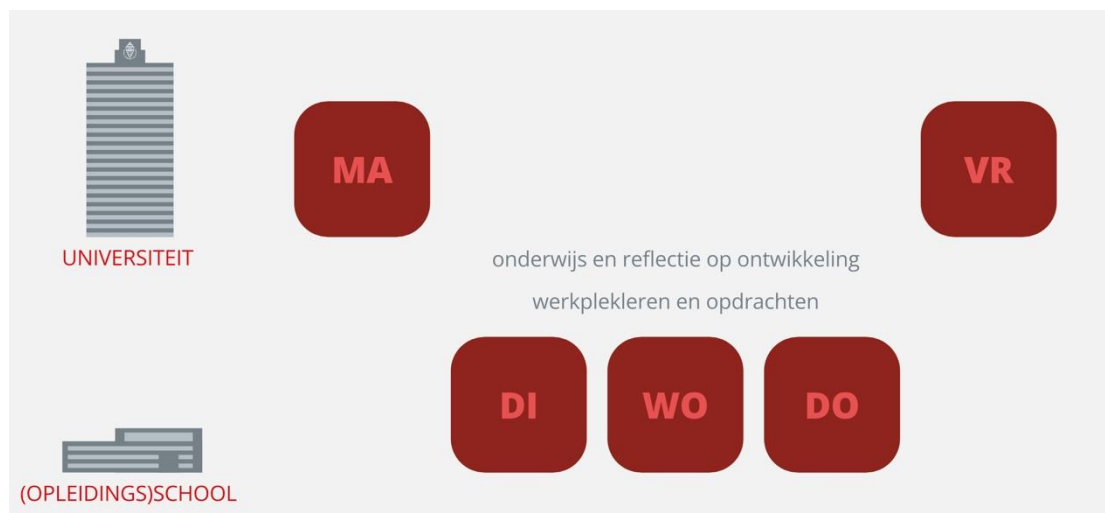 MA
VR
UNIVERSITEIT
onderwijs en reflectie op ontwikkeling
werkplekleren en opdrachten
DI
WO
DO
(OPLEIDINGS)SCHOOL